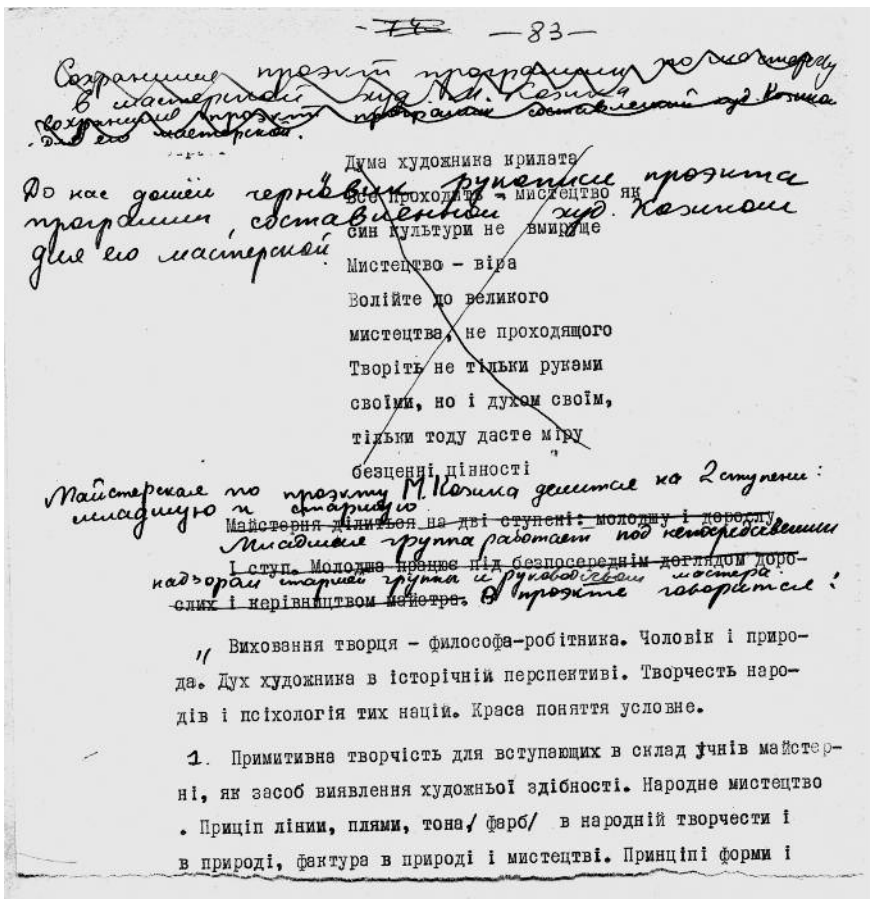 - 74 - — 83 —
Сохранился проэкт программы по мастерству
в мастерской худ. М. Козика
сохранился проэкт програми составленной худ Козика
для его мастерской.
Дума художника крилата
До нас дошёл черновик рукописи проэкта
Все проходить - мистецтво як
программы, составленной худ. Козиком
син культури не вмируще
для его мастерской
Мистецтво - віра
Волійте до великого
мистецтва, не проходящого
Творіть не тільки руками
своїми, но і духом своїм,
тільки тоду дасте міру
безценні цінності
Майстерская по проэкту М. Козика делится на 2 ступени:
младшую и старшую
Майстерня ділиться на дві ступені: молодшу і дорослу
Младшая группа работает под непосредственным
І ступ. Молодша працює під безпосереднім доглядом доро-
надзором старшей группы и руководством мастера.
слих і керівництвом майстра. В проэкте говорится:
" Виховання творця - философа-робітника. Чоловік і приро-
да. Дух художника в історічній перспективі. Творчесть наро-
дів і псіхологія тих націй. Краса поняття условне.
1. Примитивна творчість для вступающих в склад учнів майстер-
ні, як засоб виявлення художньої здібності. Народне мистецтво
. Приціп лінии, плями, тона/ фарб/ в народній творчести і
в природі, фактура в природі і мистецтві. Принціпі форми і